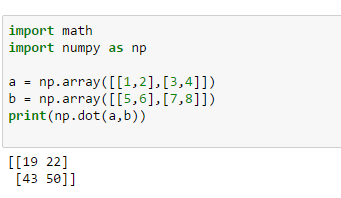 import math
import numpy as np
a = np.array([[1,2],[3,4]])
b = np.array([[5,6],[7,8]])
print(np.dot(a,b))
[[19 22]
 [43 50]]